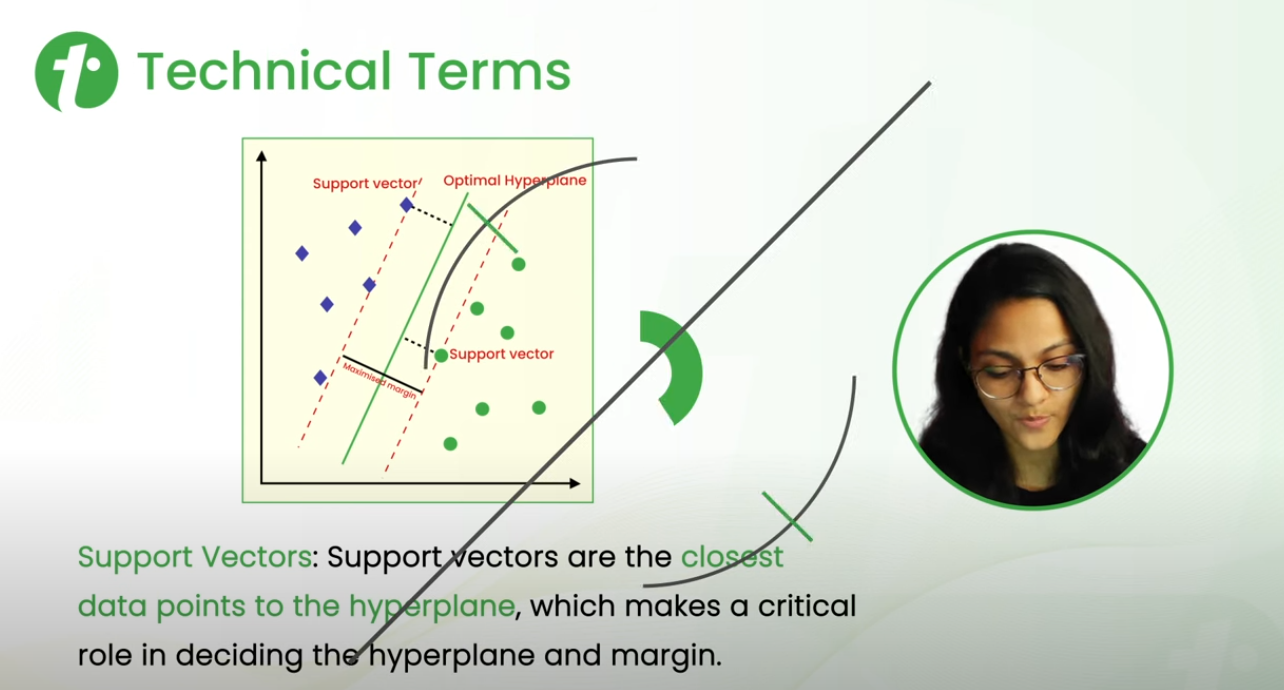 Technical Terms
Support vector
Optimal Hyperplane
Support vector
Maximised margin
Support Vectors: Support vectors are the closest
data points to the hyperplane, which makes a critical
role in deciding the hyperplane and margin.